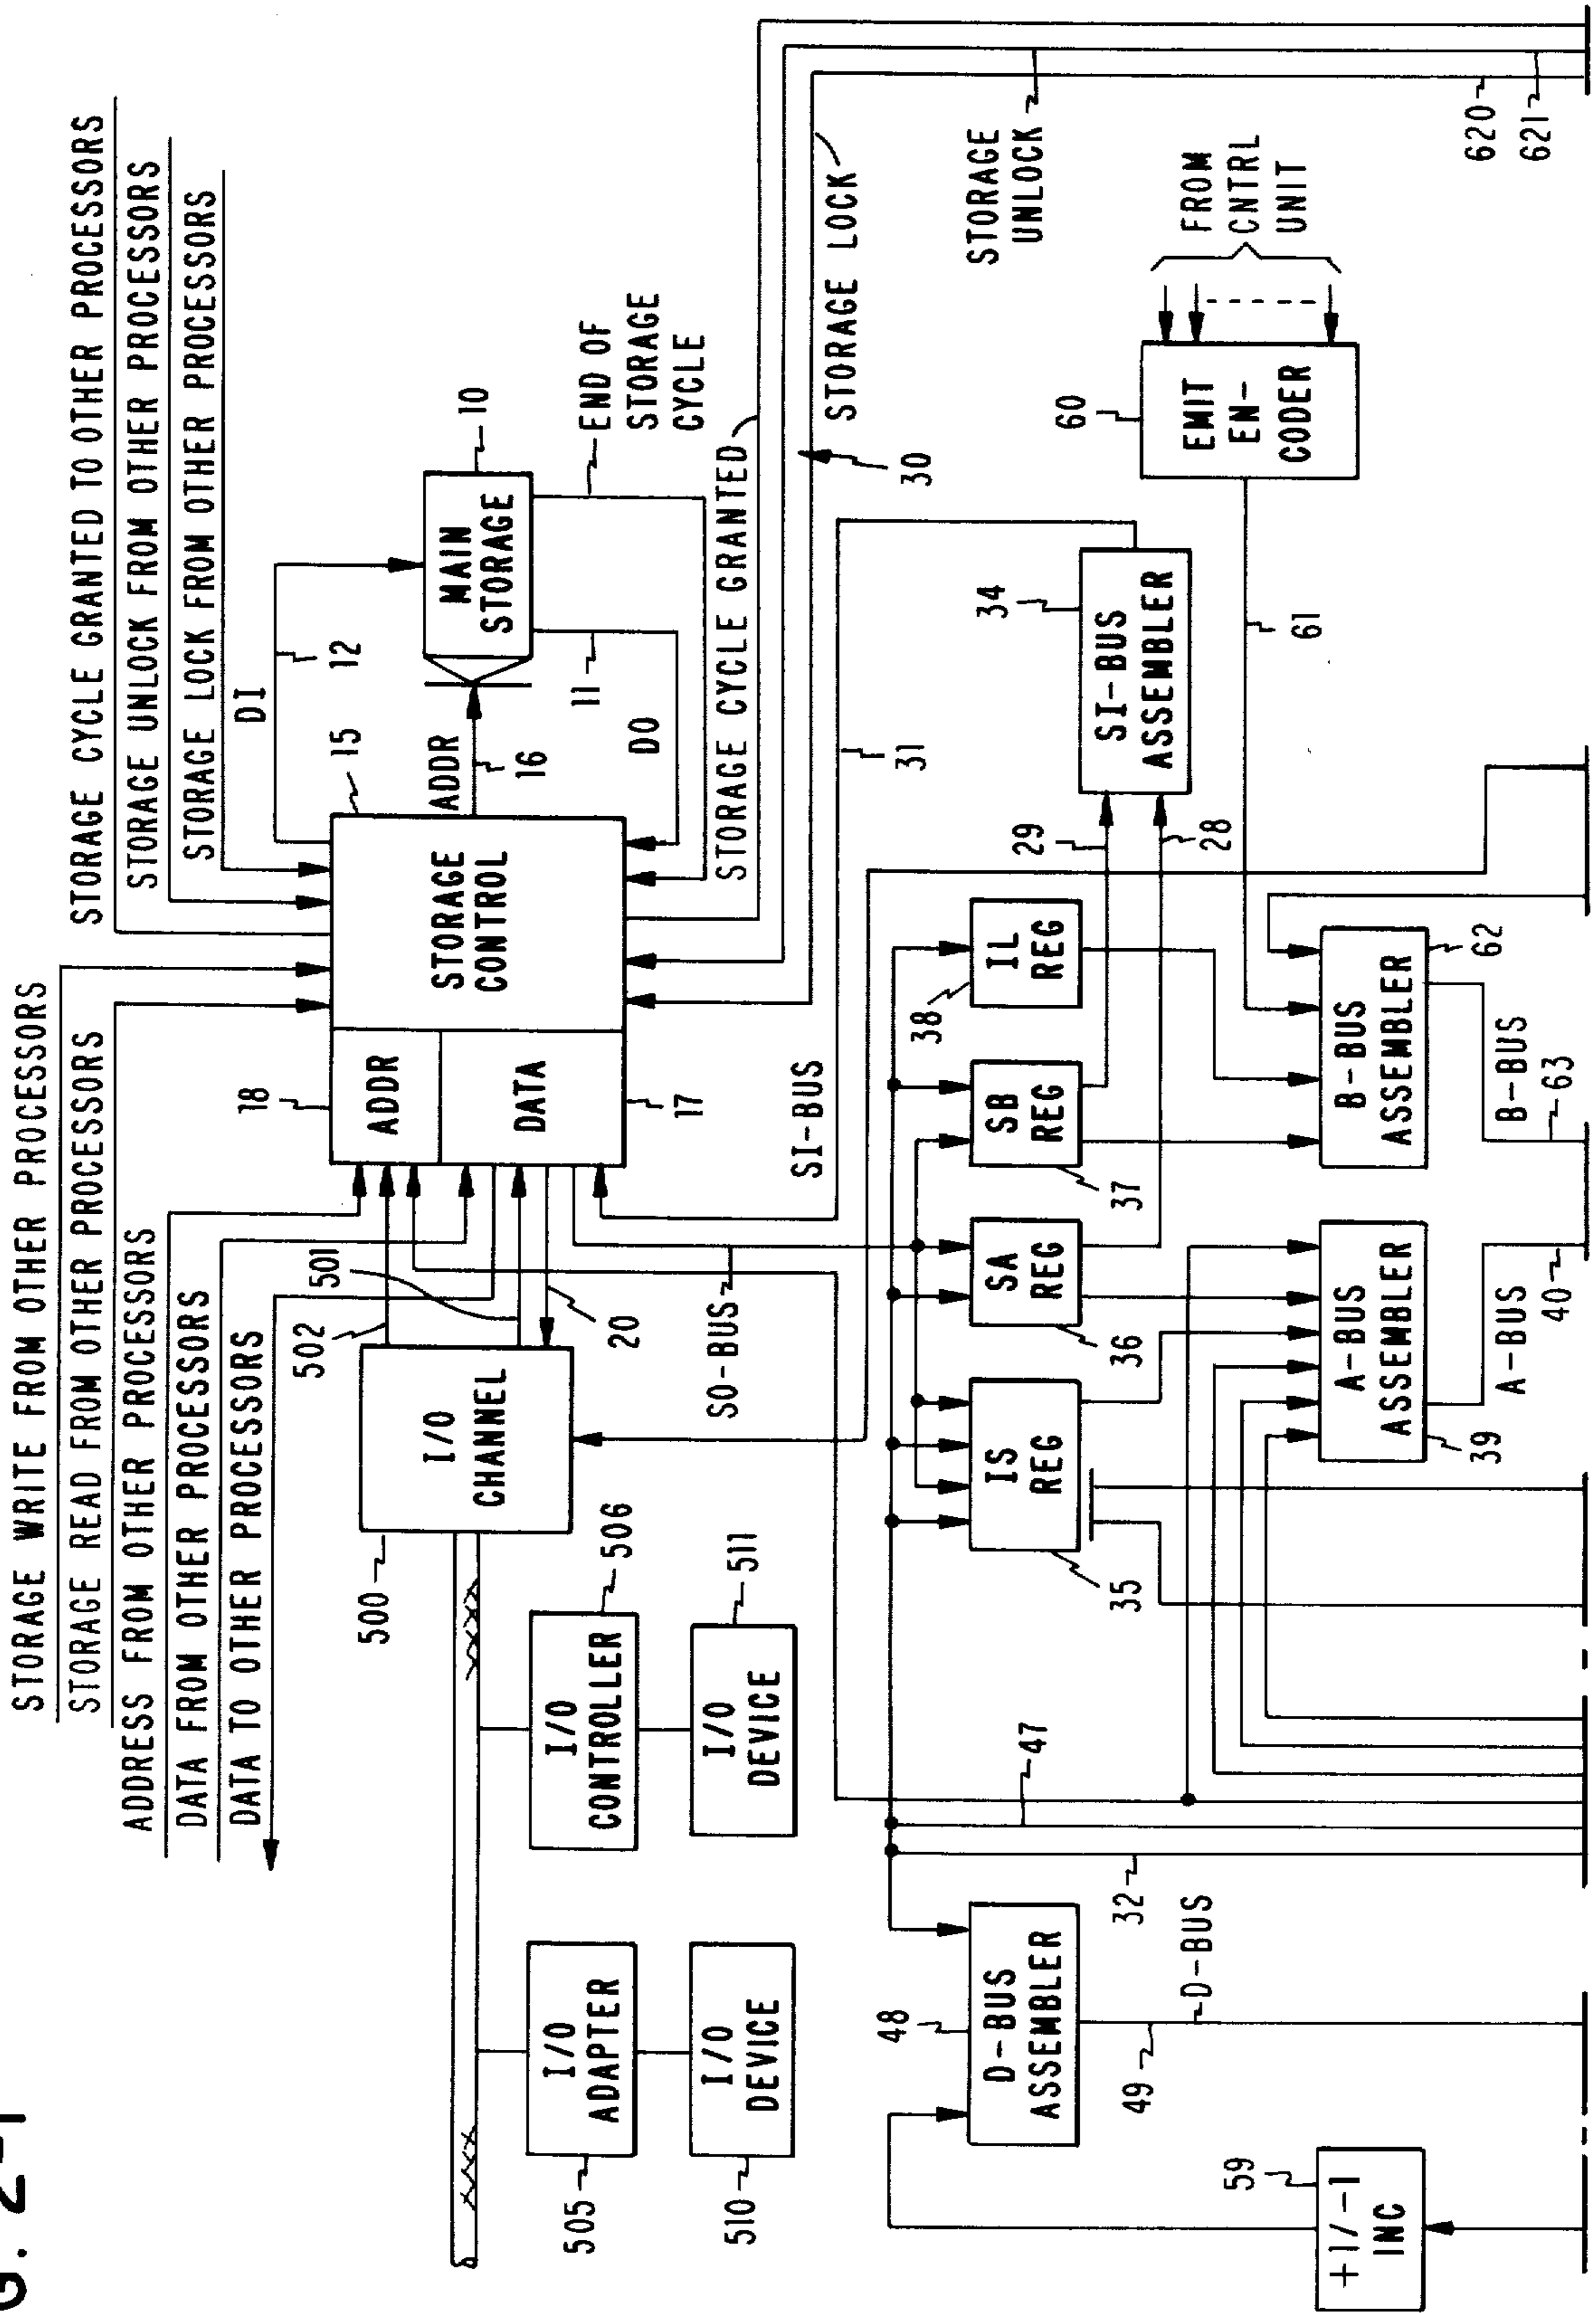 G. 2-1
STORAGE WRITE FROM OTHER PROCESSORS
STORAGE READ FROM OTHER PROCESSORS
ADDRESS FROM OTHER PROCESSORS
DATA FROM OTHER PROCESSORS
DATA TO OTHER PROCESSORS
STORAGE CYCLE GRANTED TO OTHER PROCESSORS
STORAGE UNLOCK FROM OTHER PROCESSORS
STORAGE LOCK FROM OTHER PROCESSORS
500
I/O
CHANNEL
502
501
20
505
I/O
ADAPTER
506
I/O
CONTROLLER
510
I/O
DEVICE
511
I/O
DEVICE
18
ADDR
DATA
17
15
STORAGE
CONTROL
DI
12
ADDR
16
MAIN
STORAGE
10
11
DO
END OF
STORAGE
CYCLE
STORAGE CYCLE GRANTED
30
STORAGE LOCK
STORAGE
UNLOCK
620
621
SO-BUS
SI-BUS
31
48
D-BUS
ASSEMBLER
49
D-BUS
32
47
59
+1/-1
INC
35
IS
REG
36
SA
REG
37
SB
REG
38
IL
REG
29
28
34
SI-BUS
ASSEMBLER
60
EMIT
EN-
CODER
FROM
CNTRL
UNIT
61
39
A-BUS
ASSEMBLER
A-BUS
40
B-BUS
ASSEMBLER
62
B-BUS
63